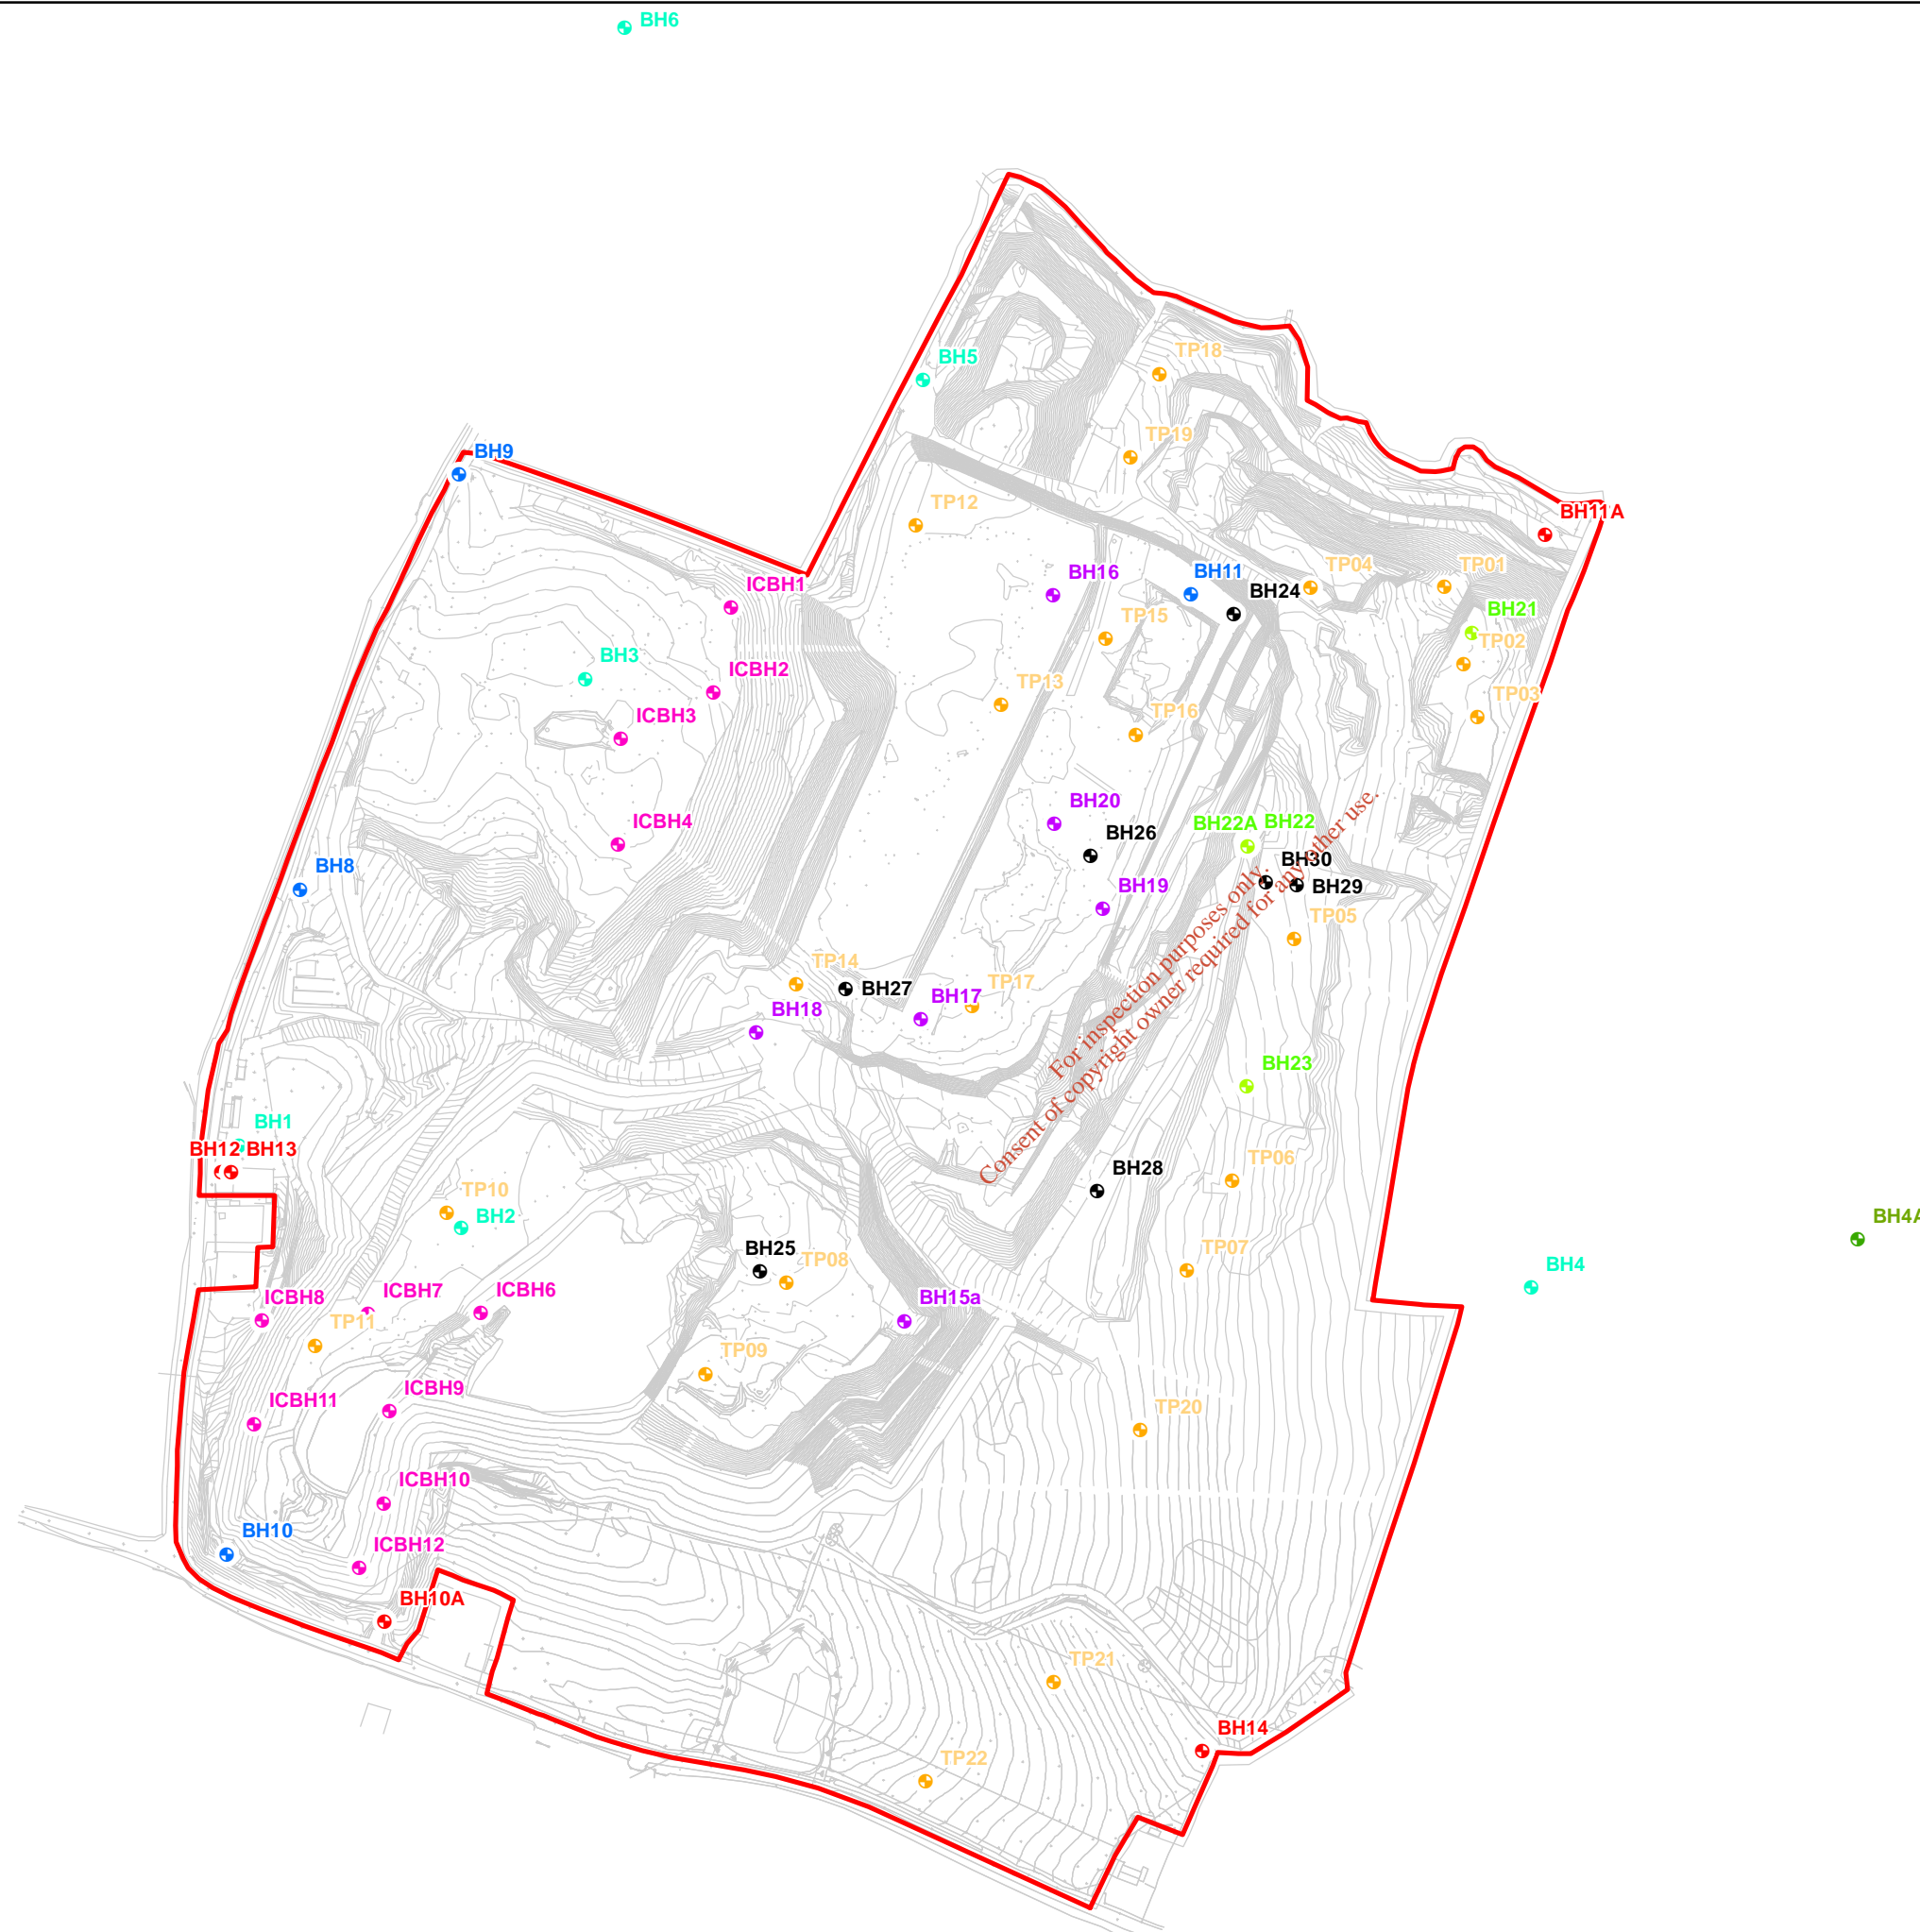 BH6
BH5
TP18
TP19
BH9
TP12
BH11A
ICBH1
BH16
BH11
BH24
TP04
TP01
BH21
TP15
TP02
BH3
ICBH2
TP13
TP03
ICBH3
TP16
BH20
ICBH4
BH26
BH22A
BH22
BH8
BH30
BH29
BH19
TP05
TP14
BH27
TP17
BH18
BH17
For inspection purposes only.
Consent of copyright owner required for any other use.
BH23
BH1
BH12
BH13
BH28
TP06
TP10
BH2
BH4A
BH25
TP08
TP07
BH4
ICBH8
ICBH7
ICBH6
BH15a
TP11
TP09
ICBH11
ICBH9
TP20
ICBH10
BH10
ICBH12
BH10A
TP21
BH14
TP22